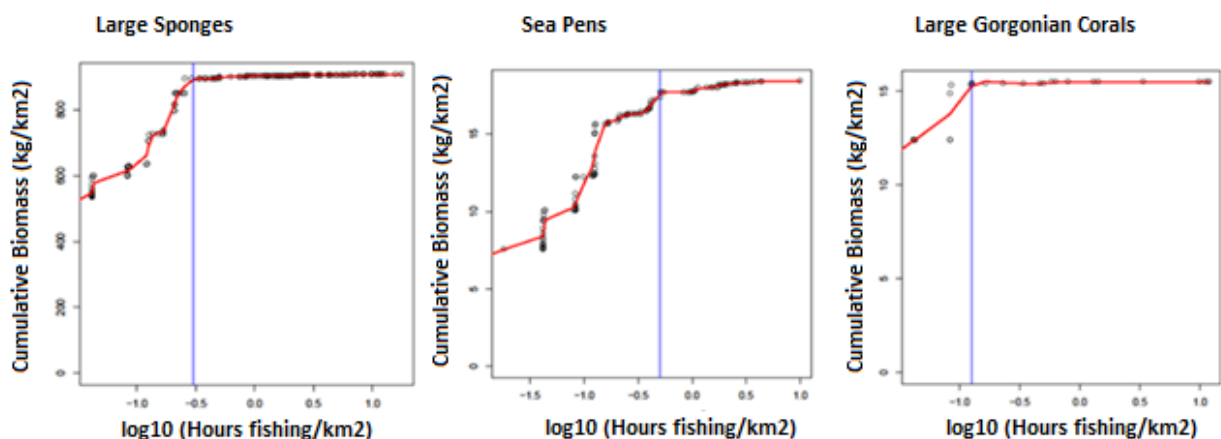 Large Sponges
Sea Pens
Large Gorgonian Corals
Cumulative Biomass (kg/km2)
800
600
400
200
0
−1.0 −0.5 0.0 0.5 1.0
log10 (Hours fishing/km2)
Cumulative Biomass (kg/km2)
15
10
5
0
−1.5 −1.0 −0.5 0.0 0.5 1.0
log10 (Hours fishing/km2)
Cumulative Biomass (kg/km2)
15
10
5
0
−1.0 −0.5 0.0 0.5 1.0
log10 (Hours fishing/km2)